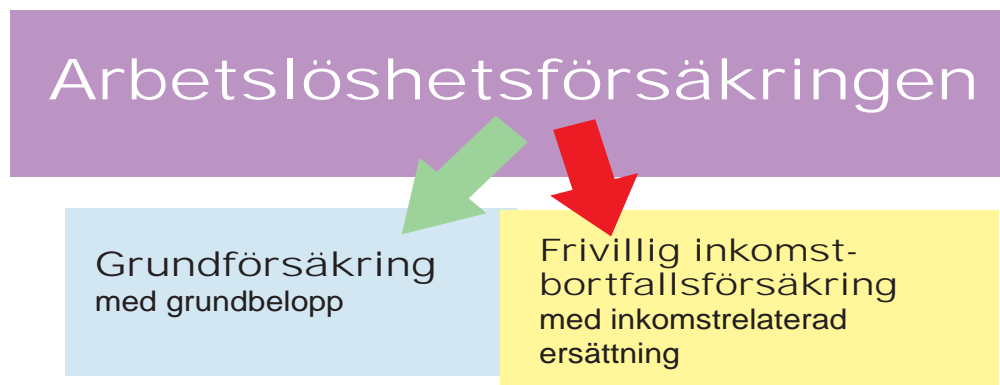 Arbetslöshetsförsäkringen
Grundförsäkring
med grundbelopp
Frivillig inkomst-
bortfallsförsäkring
med inkomstrelaterad
ersättning